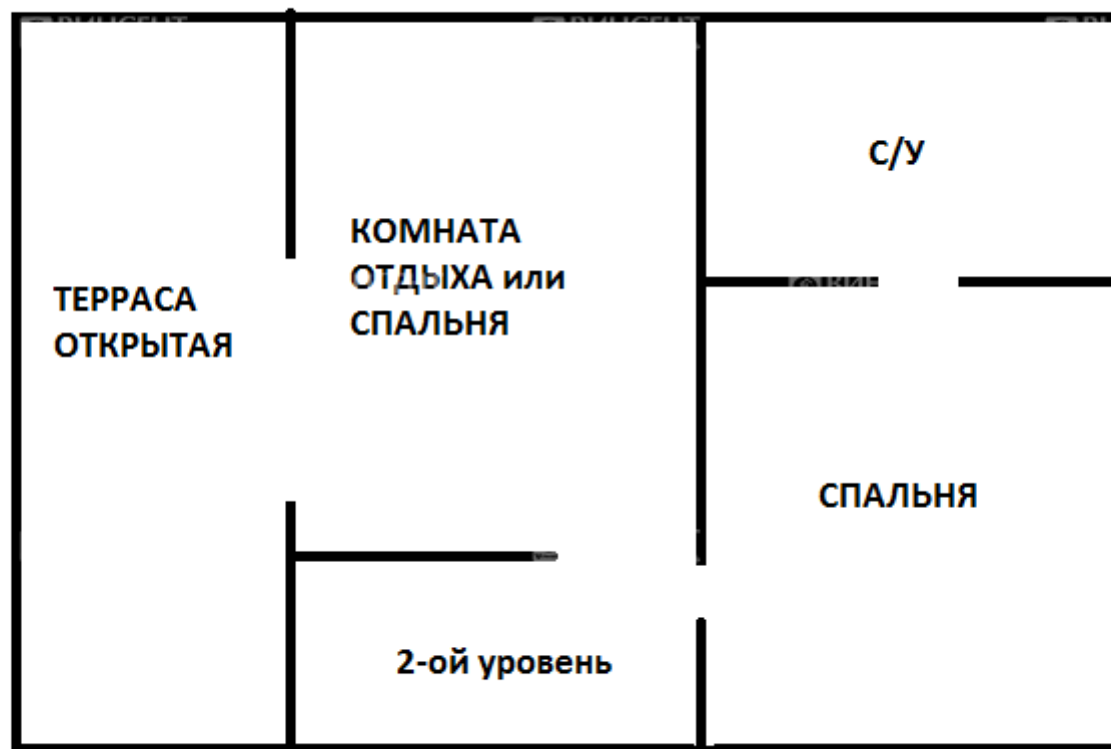 ТЕРРАСА
ОТКРЫТАЯ
КОМНАТА
ОТДЫХА или
СПАЛЬНЯ
2-ой уровень
С/У
СПАЛЬНЯ